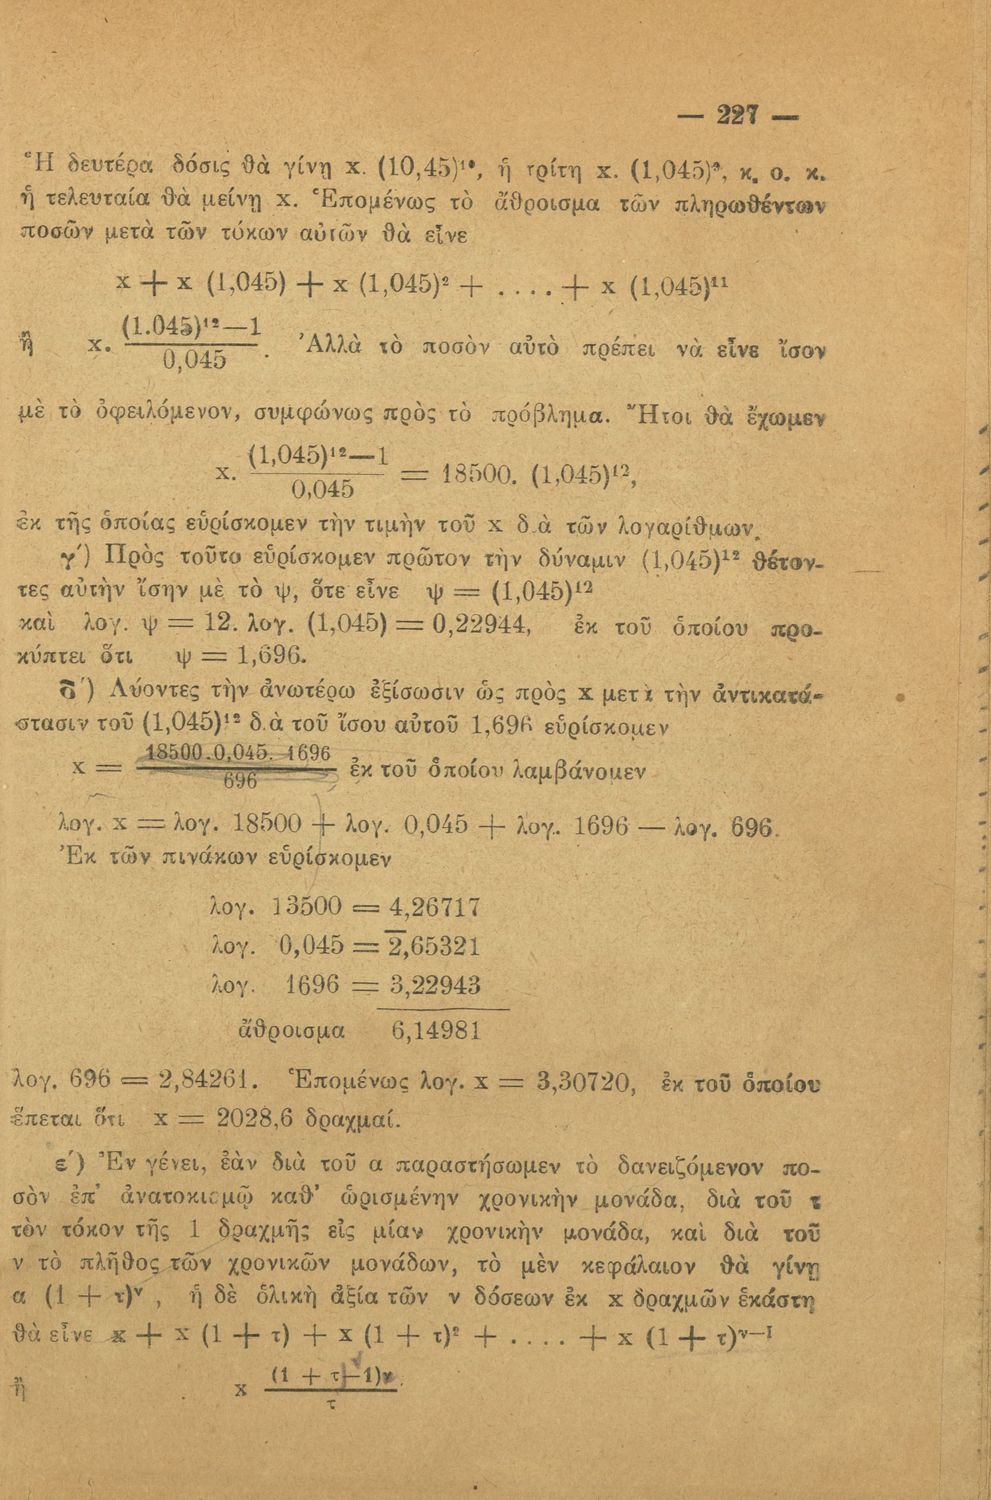 — 227 —
Ἡ δευτέρα δόσις θὰ γίνῃ x. (10,45)¹⁰, ἡ τρίτη x. (1,045)⁹, κ. ο. κ.
ἡ τελευταία θὰ μείνῃ x. Ἑπομένως τὸ ἄθροισμα τῶν πληρωθέντων
ποσῶν μετὰ τῶν τόκων αὐτῶν θὰ εἶνε
x + x (1,045) + x (1,045)² + . . . . + x (1,045)¹¹
ἢ x. (1.045)¹²—1 / 0,045 . Ἀλλὰ τὸ ποσὸν αὐτὸ πρέπει νὰ εἶνε ἴσον
μὲ τὸ ὀφειλόμενον, συμφώνως πρὸς τὸ πρόβλημα. Ἤτοι θὰ ἔχωμεν
x. (1,045)¹²—1 / 0,045 = 18500. (1,045)¹²,
ἐκ τῆς ὁποίας εὑρίσκομεν τὴν τιμὴν τοῦ x δ.ὰ τῶν λογαρίθμων.
γ΄) Πρὸς τοῦτο εὑρίσκομεν πρῶτον τὴν δύναμιν (1,045)¹² θέτον-
τες αὐτὴν ἴσην μὲ τὸ ψ, ὅτε εἶνε ψ = (1,045)¹²
καὶ λογ. ψ = 12. λογ. (1,045) = 0,22944, ἐκ τοῦ ὁποίου προ-
κύπτει ὅτι ψ = 1,696.
δ΄) Λύοντες τὴν ἀνωτέρω ἐξίσωσιν ὡς πρὸς x μετὰ τὴν ἀντικατά-
στασιν τοῦ (1,045)¹² δ.ὰ τοῦ ἴσου αὐτοῦ 1,696 εὑρίσκομεν
x = 18500.0,045. 1696 / 696 ἐκ τοῦ ὁποίου λαμβάνομεν
λογ. x = λογ. 18500 + λογ. 0,045 + λογ. 1696 — λογ. 696.
Ἐκ τῶν πινάκων εὑρίσκομεν
λογ. 13500 = 4,26717
λογ. 0,045 = 2̅,65321
λογ. 1696 = 3,22943
ἄθροισμα 6,14981
λογ. 696 = 2,84261. Ἑπομένως λογ. x = 3,30720, ἐκ τοῦ ὁποίου
ἕπεται ὅτι x = 2028,6 δραχμαί.
ε΄) Ἐν γένει, ἐὰν διὰ τοῦ α παραστήσωμεν τὸ δανειζόμενον πο-
σὸν ἐπ' ἀνατοκισμῷ καθ' ὡρισμένην χρονικὴν μονάδα, διὰ τοῦ τ
τὸν τόκον τῆς 1 δραχμῆς εἰς μίαν χρονικὴν μονάδα, καὶ διὰ τοῦ
ν τὸ πλῆθος τῶν χρονικῶν μονάδων, τὸ μὲν κεφάλαιον θὰ γίνῃ
α (1 + τ)ᵛ , ἡ δὲ ὁλικὴ ἀξία τῶν ν δόσεων ἐκ x δραχμῶν ἑκάστη
θὰ εἶνε x + x (1 + τ) + x (1 + τ)² + . . . . + x (1 + τ)ᵛ⁻¹
ἢ x (1 + τ—1)ν / τ .